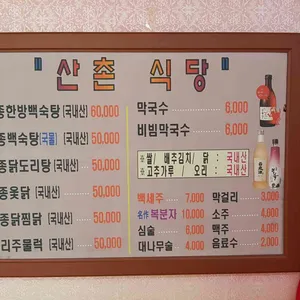 " 산촌 식당 "
종한방백숙탕 (국내산) 60,000
종백숙탕 (국물) (국내산) 50,000
종닭도리탕 (국내산) 50,000
종옻닭 (국내산) 50,000
종닭찜닭 (국내산) 50,000
리주물럭 (국내산) 50,000
막국수 6,000
비빔막국수 6,000
※ 쌀/ 배추김치/ 닭 : 국내산
※ 고추가루 / 오리 : 국내산
백세주 7,000
名作 복분자 10,000
심술 6,000
대나무술 4,000
막걸리 3,000
소주 4,000
맥주 4,000
음료수 2,000